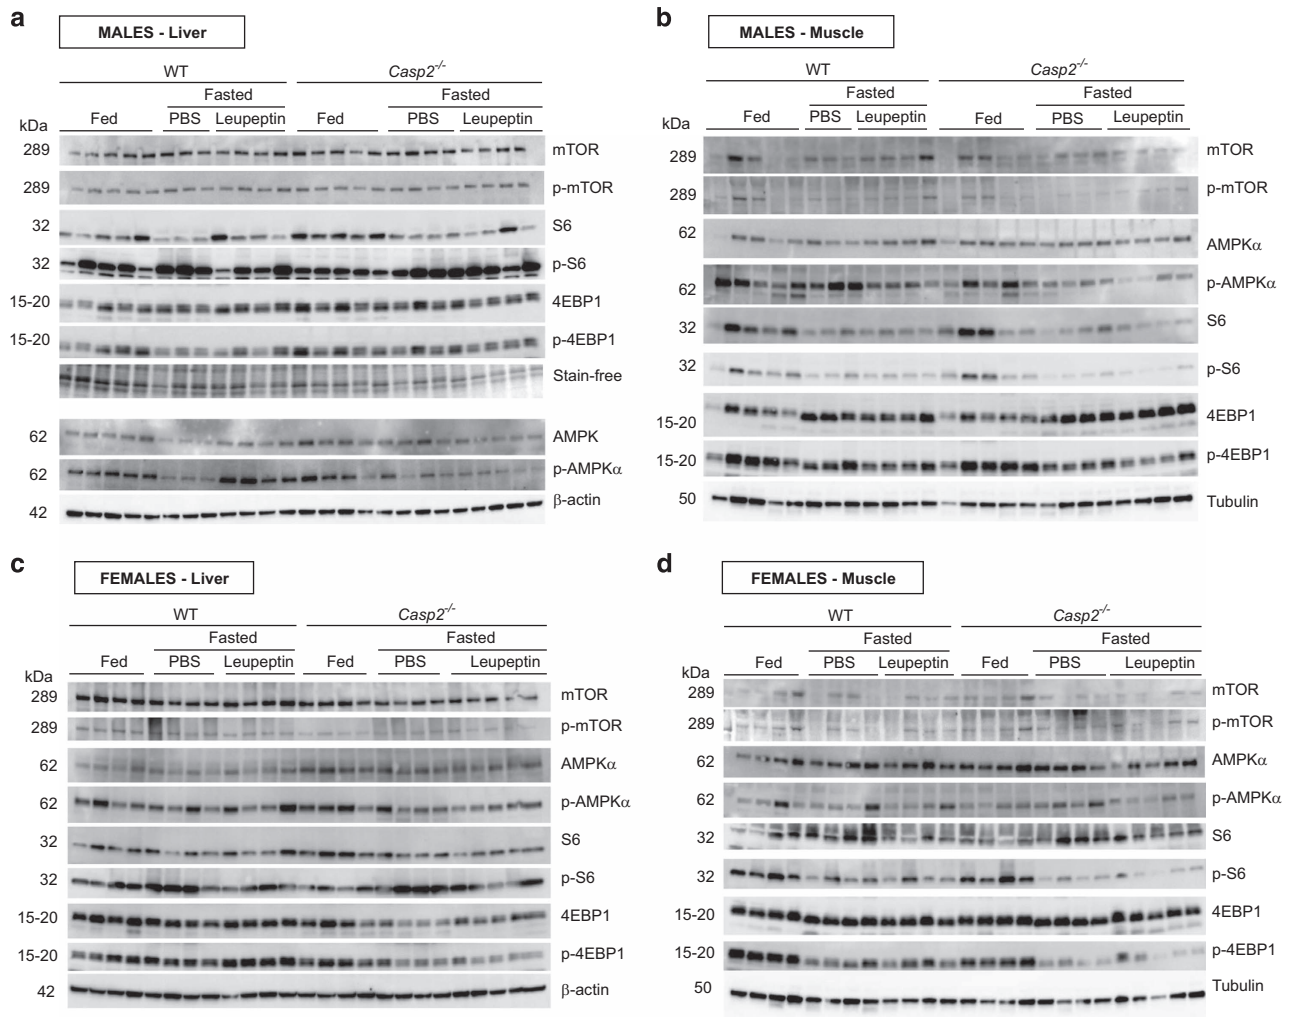 a
MALES - Liver
WT Casp2-/-
Fasted Fasted
Fed PBS Leupeptin Fed PBS Leupeptin
kDa
289 mTOR
289 p-mTOR
32 S6
32 p-S6
15-20 4EBP1
15-20 p-4EBP1
Stain-free
62 AMPK
62 p-AMPKα
42 β-actin
b
MALES - Muscle
WT Casp2-/-
Fasted Fasted
Fed PBS Leupeptin Fed PBS Leupeptin
kDa
289 mTOR
289 p-mTOR
62 AMPKα
62 p-AMPKα
32 S6
32 p-S6
15-20 4EBP1
15-20 p-4EBP1
50 Tubulin
c
FEMALES - Liver
WT Casp2-/-
Fasted Fasted
Fed PBS Leupeptin Fed PBS Leupeptin
kDa
289 mTOR
289 p-mTOR
62 AMPKα
62 p-AMPKα
32 S6
32 p-S6
15-20 4EBP1
15-20 p-4EBP1
42 β-actin
d
FEMALES - Muscle
WT Casp2-/-
Fasted Fasted
Fed PBS Leupeptin Fed PBS Leupeptin
kDa
289 mTOR
289 p-mTOR
62 AMPKα
62 p-AMPKα
32 S6
32 p-S6
15-20 4EBP1
15-20 p-4EBP1
50 Tubulin